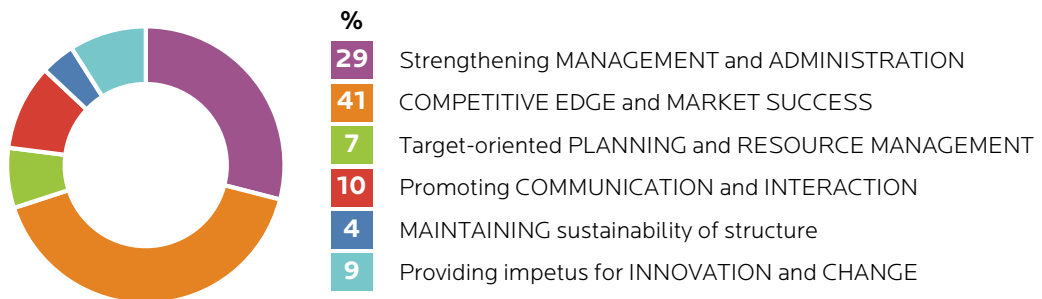 %
29 Strengthening MANAGEMENT and ADMINISTRATION
41 COMPETITIVE EDGE and MARKET SUCCESS
7 Target-oriented PLANNING and RESOURCE MANAGEMENT
10 Promoting COMMUNICATION and INTERACTION
4 MAINTAINING sustainability of structure
9 Providing impetus for INNOVATION and CHANGE